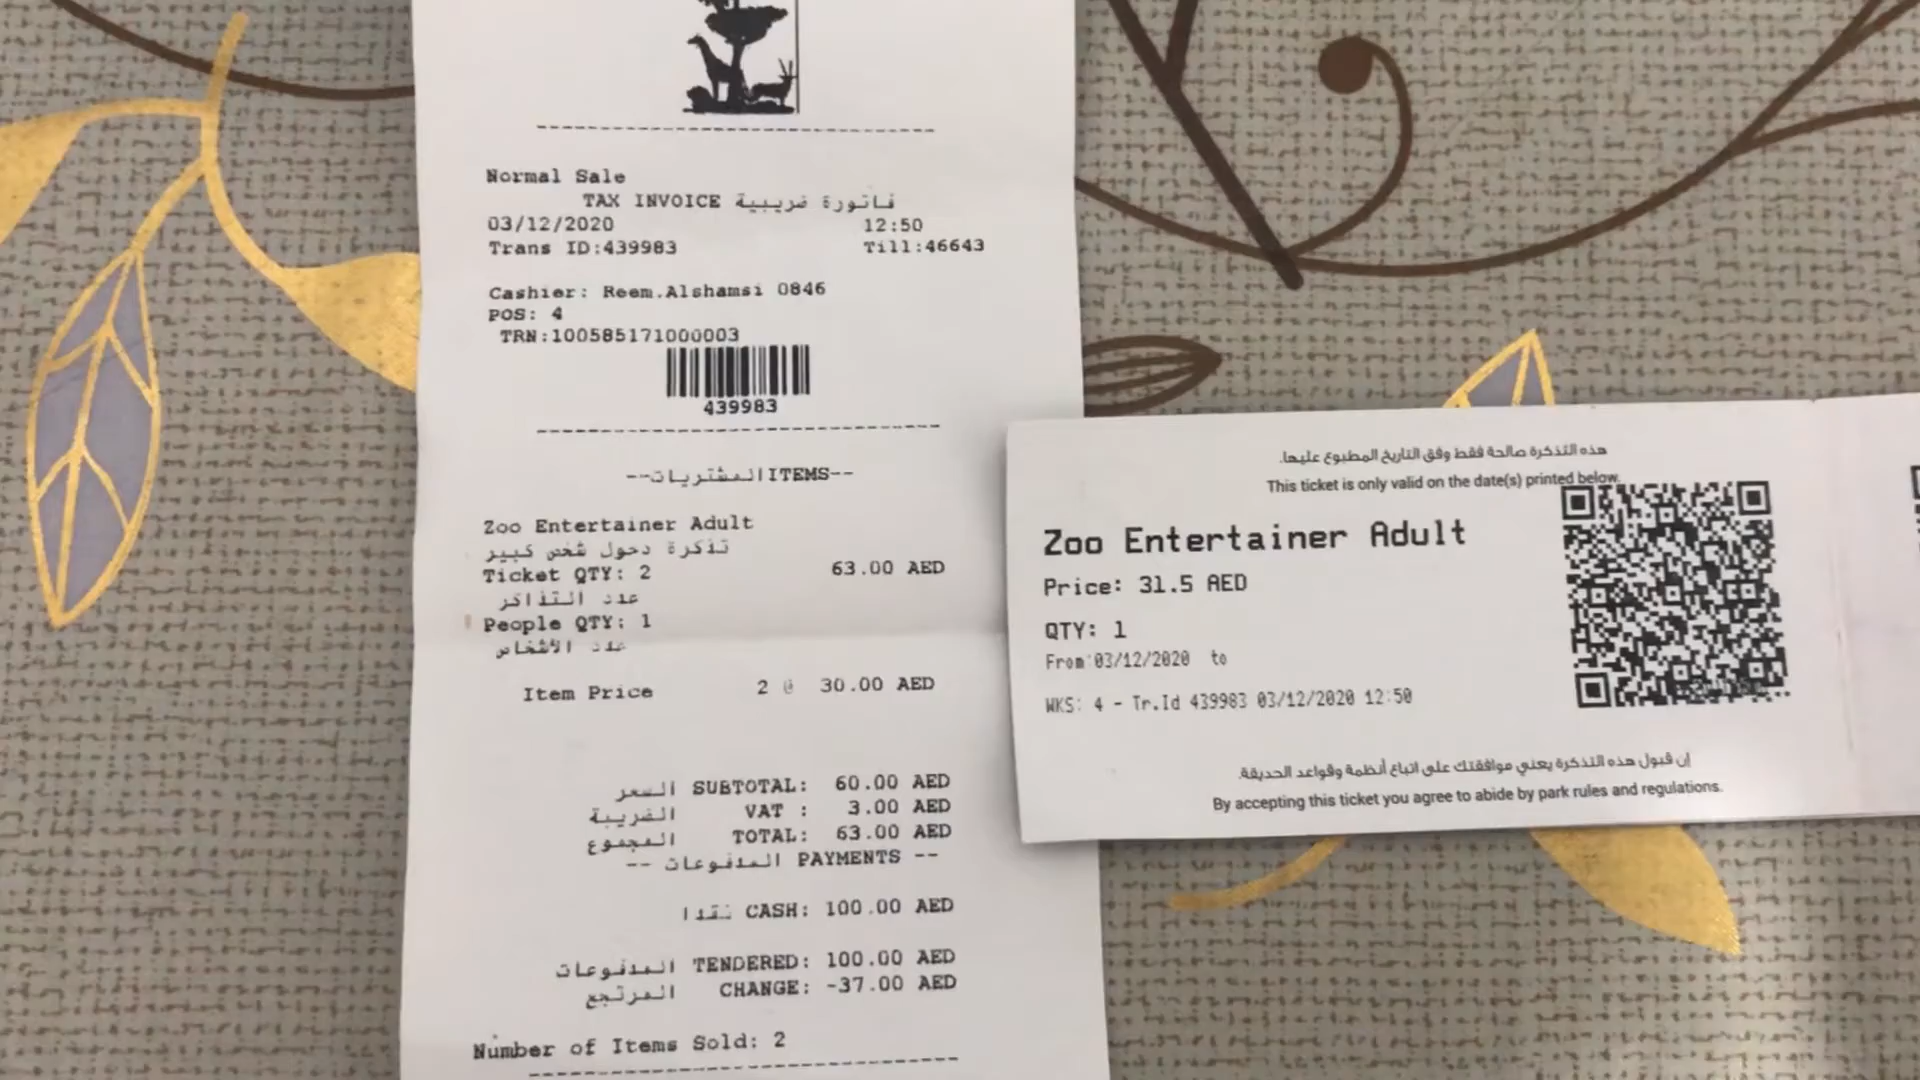 Normal Sale
TAX INVOICE فاتورة ضريبية
03/12/2020 12:50
Trans ID:439983 Till:46643
Cashier: Reem.Alshamsi 0846
POS: 4
TRN:100585171000003
439983
--المشتريات ITEMS--
Zoo Entertainer Adult
تذكرة دخول شخص كبير
Ticket QTY: 2 63.00 AED
عدد التذاكر
People QTY: 1
عدد الأشخاص
Item Price 2 @ 30.00 AED
السعر SUBTOTAL: 60.00 AED
الضريبة VAT : 3.00 AED
المجموع TOTAL: 63.00 AED
-- المدفوعات PAYMENTS --
نقدا CASH: 100.00 AED
المدفوعات TENDERED: 100.00 AED
المرتجع CHANGE: -37.00 AED
Number of Items Sold: 2
هذه التذكرة صالحة فقط وفق التاريخ المطبوع عليها.
This ticket is only valid on the date(s) printed below.
Zoo Entertainer Adult
Price: 31.5 AED
QTY: 1
From 03/12/2020 to
WKS: 4 - Tr.Id 439983 03/12/2020 12:50
إن قبول هذه التذكرة يعني موافقتك على اتباع أنظمة وقواعد الحديقة.
By accepting this ticket you agree to abide by park rules and regulations.